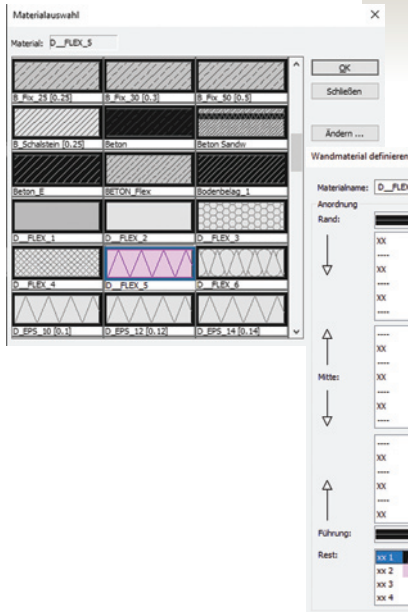 Materialauswahl
Material: D__FLEX_5
B_Fix_25 [0.25]
B_Fix_30 [0.3]
B_Fix_50 [0.5]
B_Schalstein [0.25]
Beton
Beton Sandw
Beton_E
BETON_Flex
Bodenbelag_1
D__FLEX_1
D__FLEX_2
D__FLEX_3
D__FLEX_4
D__FLEX_5
D__FLEX_6
D_EPS_10 [0.1]
D_EPS_12 [0.12]
D_EPS_14 [0.14]
OK
Schließen
Ändern ...
Wandmaterial definieren
Materialname: D__FLEX
Anordnung
Rand:
XX
----
----
XX
----
XX
----
XX
----
Mitte:
XX
----
XX
----
----
XX
----
XX
----
XX
Führung:
Rest:
xx 1
xx 2
xx 3
xx 4